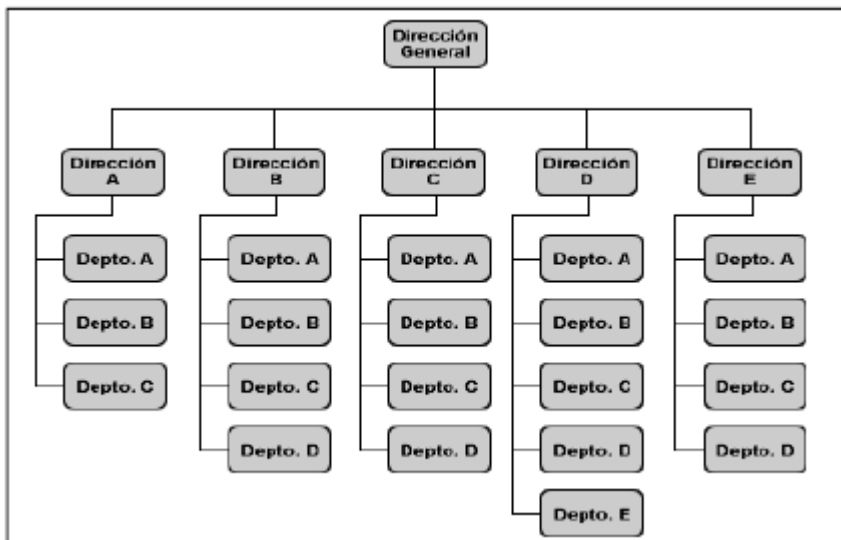 Dirección
General
Dirección
A
Dirección
B
Dirección
C
Dirección
D
Dirección
E
Depto. A
Depto. A
Depto. A
Depto. A
Depto. A
Depto. B
Depto. B
Depto. B
Depto. B
Depto. B
Depto. C
Depto. C
Depto. C
Depto. C
Depto. C
Depto. D
Depto. D
Depto. D
Depto. D
Depto. E